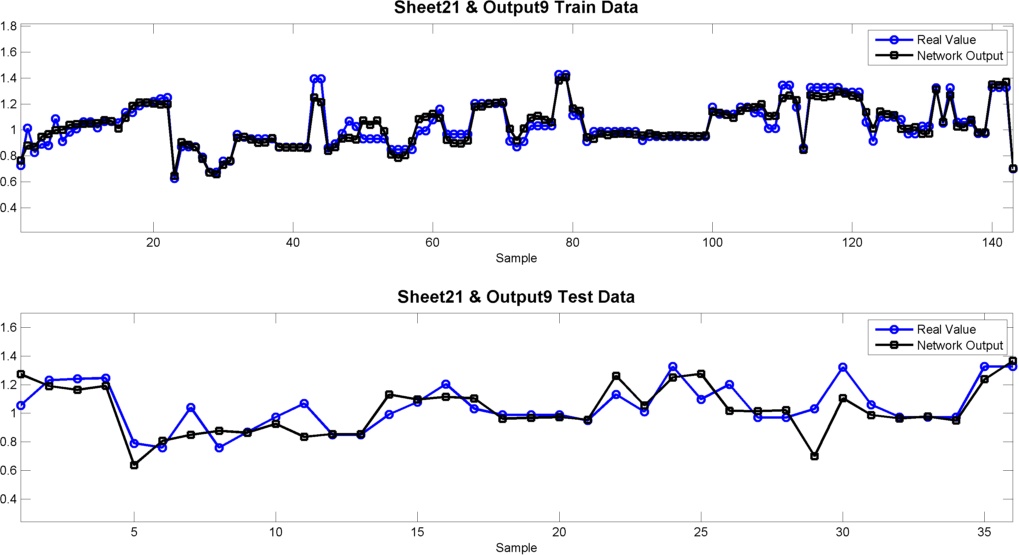 Sheet21 & Output9 Train Data
1.8
1.6
1.4
1.2
1
0.8
0.6
0.4
Real Value
Network Output
20 40 60 80 100 120 140
Sample
Sheet21 & Output9 Test Data
1.6
1.4
1.2
1
0.8
0.6
0.4
Real Value
Network Output
5 10 15 20 25 30 35
Sample